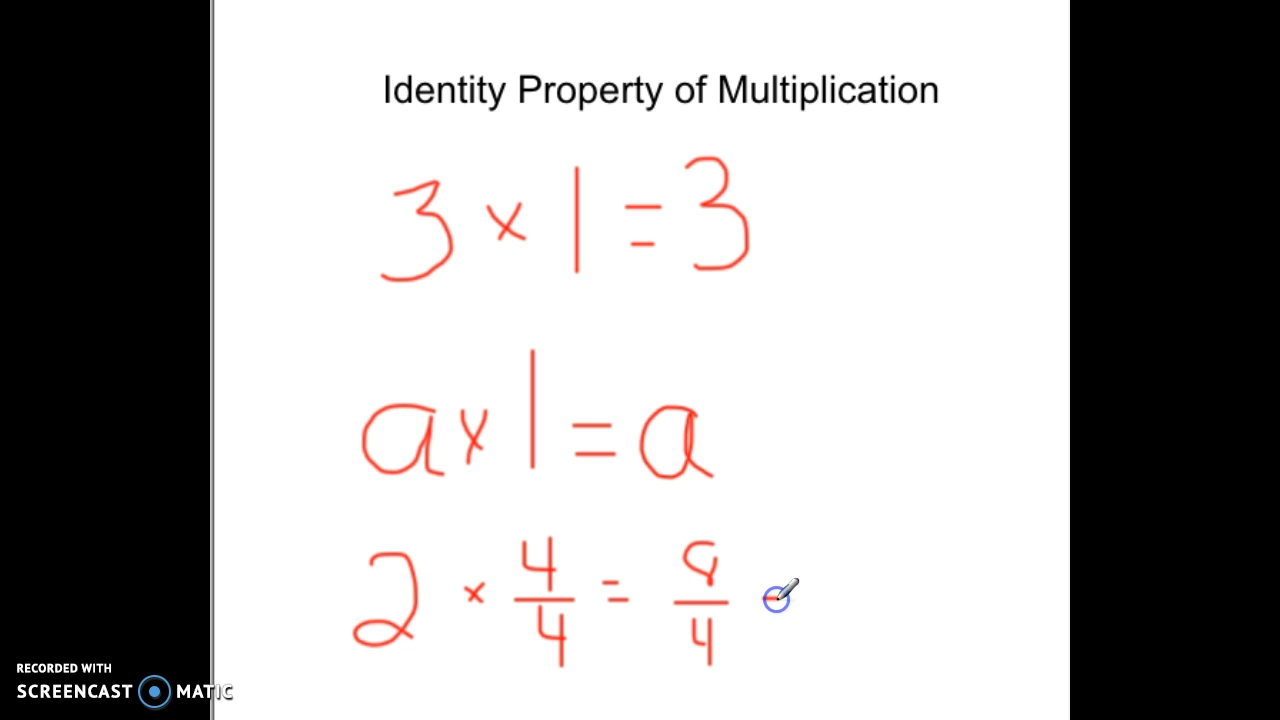 Identity Property of Multiplication
3 × 1 = 3
a × 1 = a
2 × 4/4 = 8/4 -
RECORDED WITH
SCREENCAST MATIC